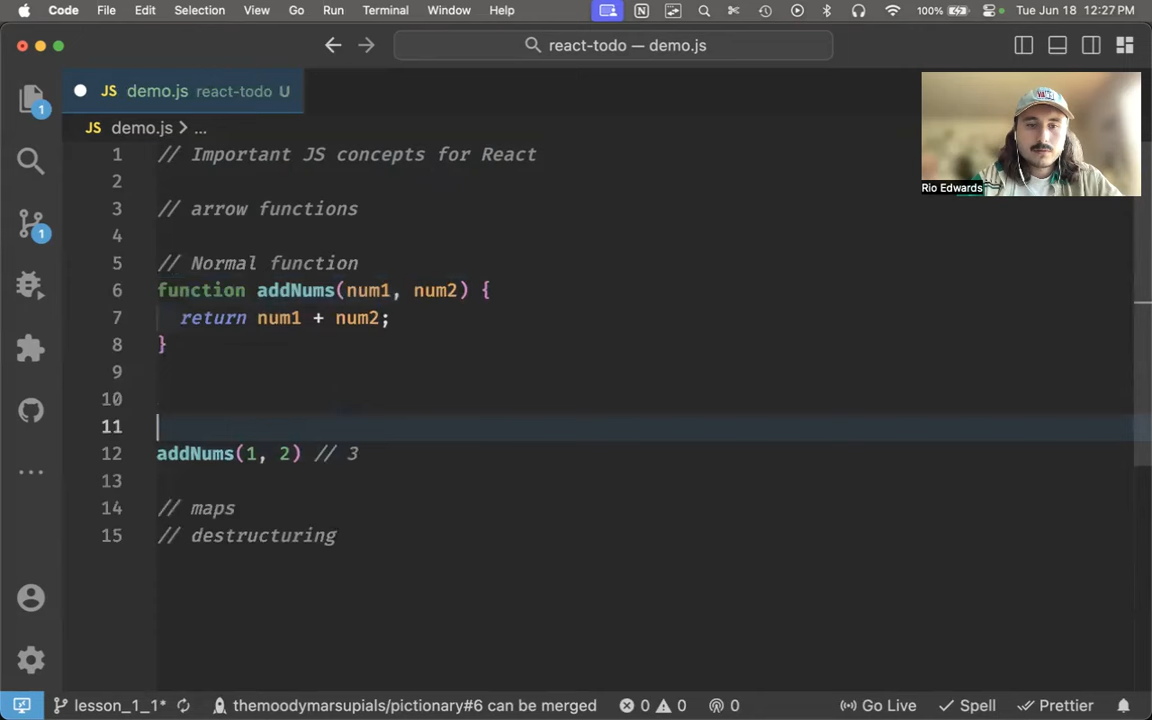 Code File Edit Selection View Go Run Terminal Window Help 100% Tue Jun 18 12:27 PM
react-todo — demo.js
JS demo.js react-todo U
JS demo.js > ...
1 // Important JS concepts for React
2
3 // arrow functions
4
5 // Normal function
6 function addNums(num1, num2) {
7 return num1 + num2;
8 }
9
10
11
12 addNums(1, 2) // 3
13
14 // maps
15 // destructuring
1
1
Rio Edwards
lesson_1_1* themoodymarsupials/pictionary#6 can be merged 0 0 0 Go Live Spell Prettier